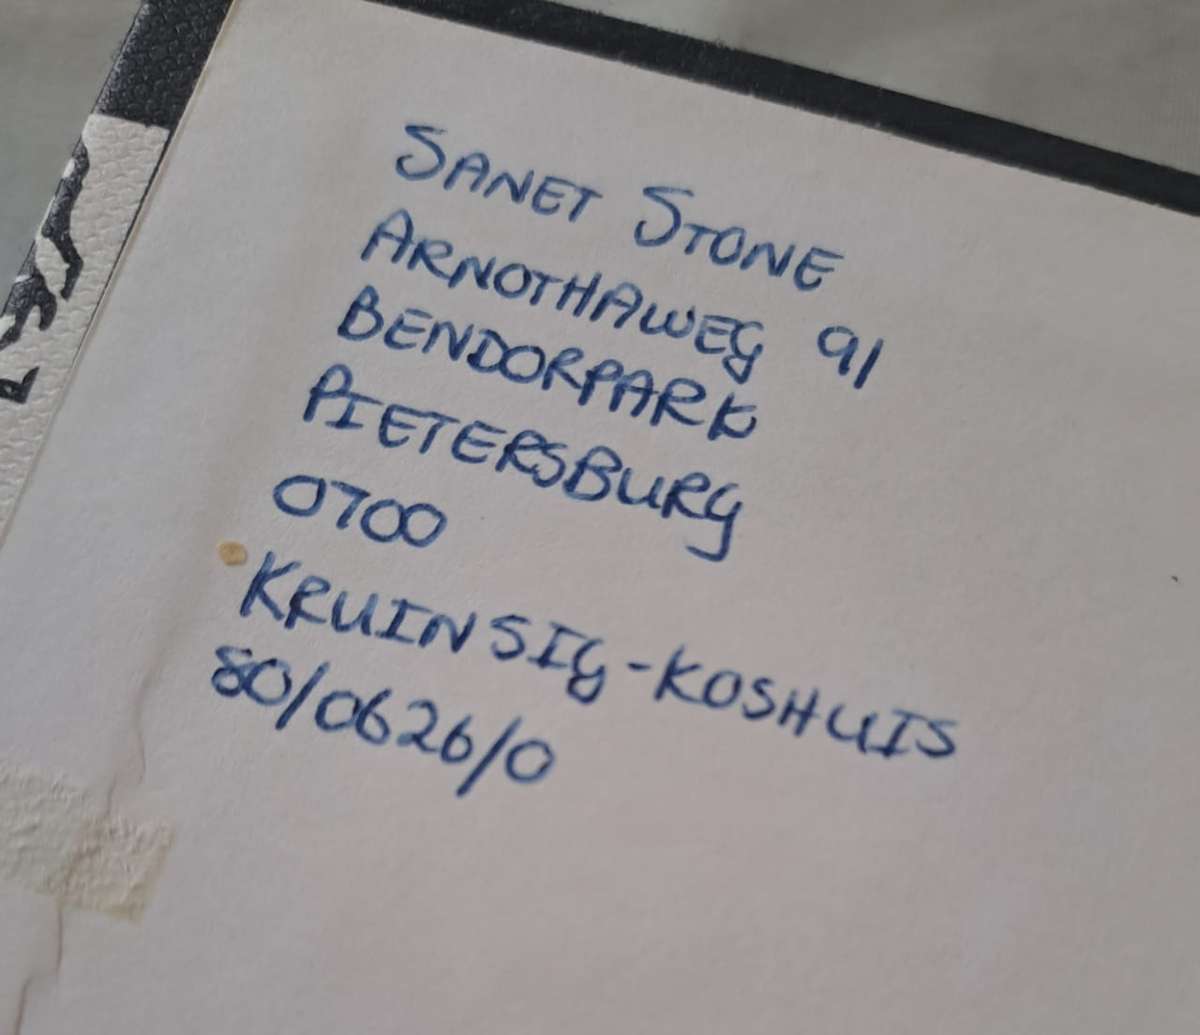 SANET STONE
ARNOTHAWEG 91
BENDORPARK
PIETERSBURG
0700
KRUINSIG-KOSHUIS
80/0626/0